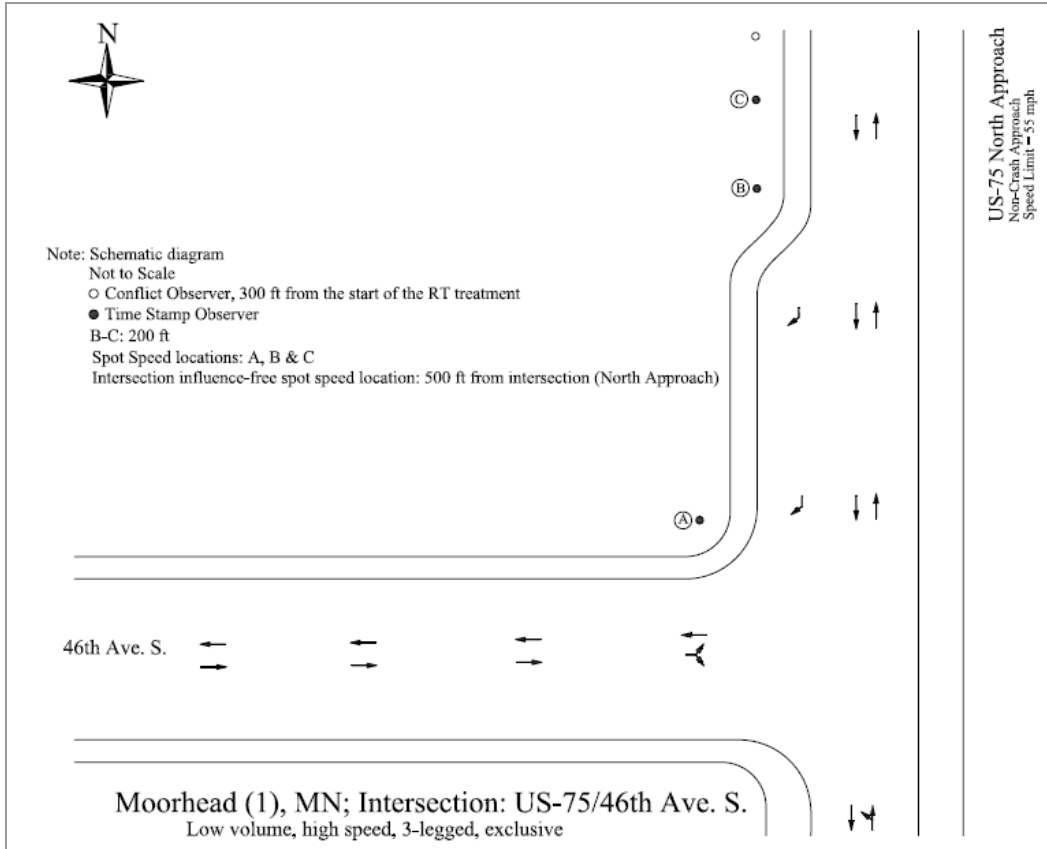 N
C
B
US-75 North Approach
Non-Crash Approach
Speed Limit = 55 mph
Note: Schematic diagram
Not to Scale
Conflict Observer, 300 ft from the start of the RT treatment
Time Stamp Observer
B-C: 200 ft
Spot Speed locations: A, B & C
Intersection influence-free spot speed location: 500 ft from intersection (North Approach)
A
46th Ave. S.
Moorhead (1), MN; Intersection: US-75/46th Ave. S.
Low volume, high speed, 3-legged, exclusive